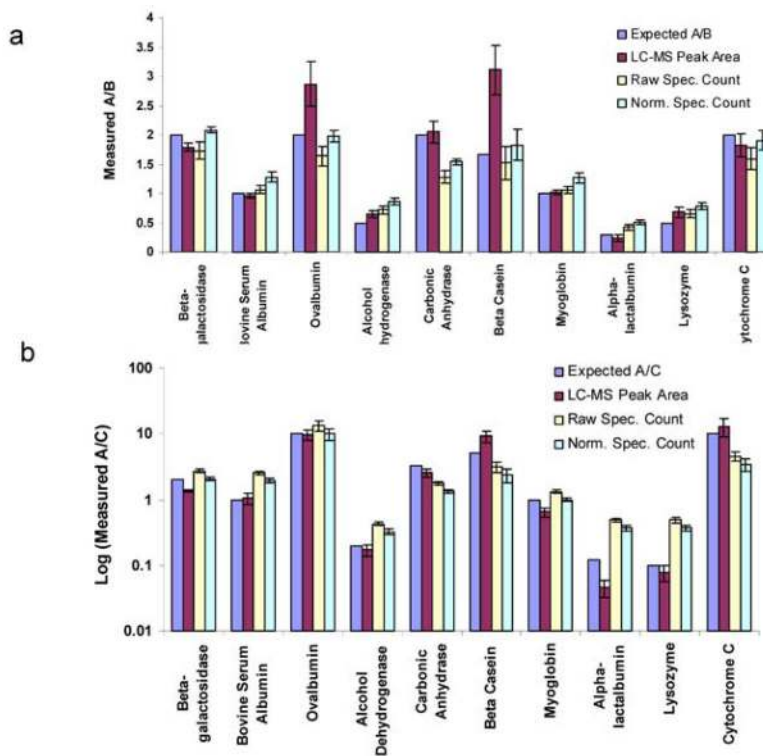 a
Measured A/B
4
3.5
3
2.5
2
1.5
1
0.5
0
Expected A/B
LC-MS Peak Area
Raw Spec. Count
Norm. Spec. Count
Beta-
galactosidase
Bovine Serum
Albumin
Ovalbumin
Alcohol
hydrogenase
Carbonic
Anhydrase
Beta Casein
Myoglobin
Alpha-
lactalbumin
Lysozyme
ytochrome C
b
Log (Measured A/C)
100
10
1
0.1
0.01
Expected A/C
LC-MS Peak Area
Raw Spec. Count
Norm. Spec. Count
Beta-
galactosidase
Bovine Serum
Albumin
Ovalbumin
Alcohol
Dehydrogenase
Carbonic
Anhydrase
Beta Casein
Myoglobin
Alpha-
lactalbumin
Lysozyme
Cytochrome C